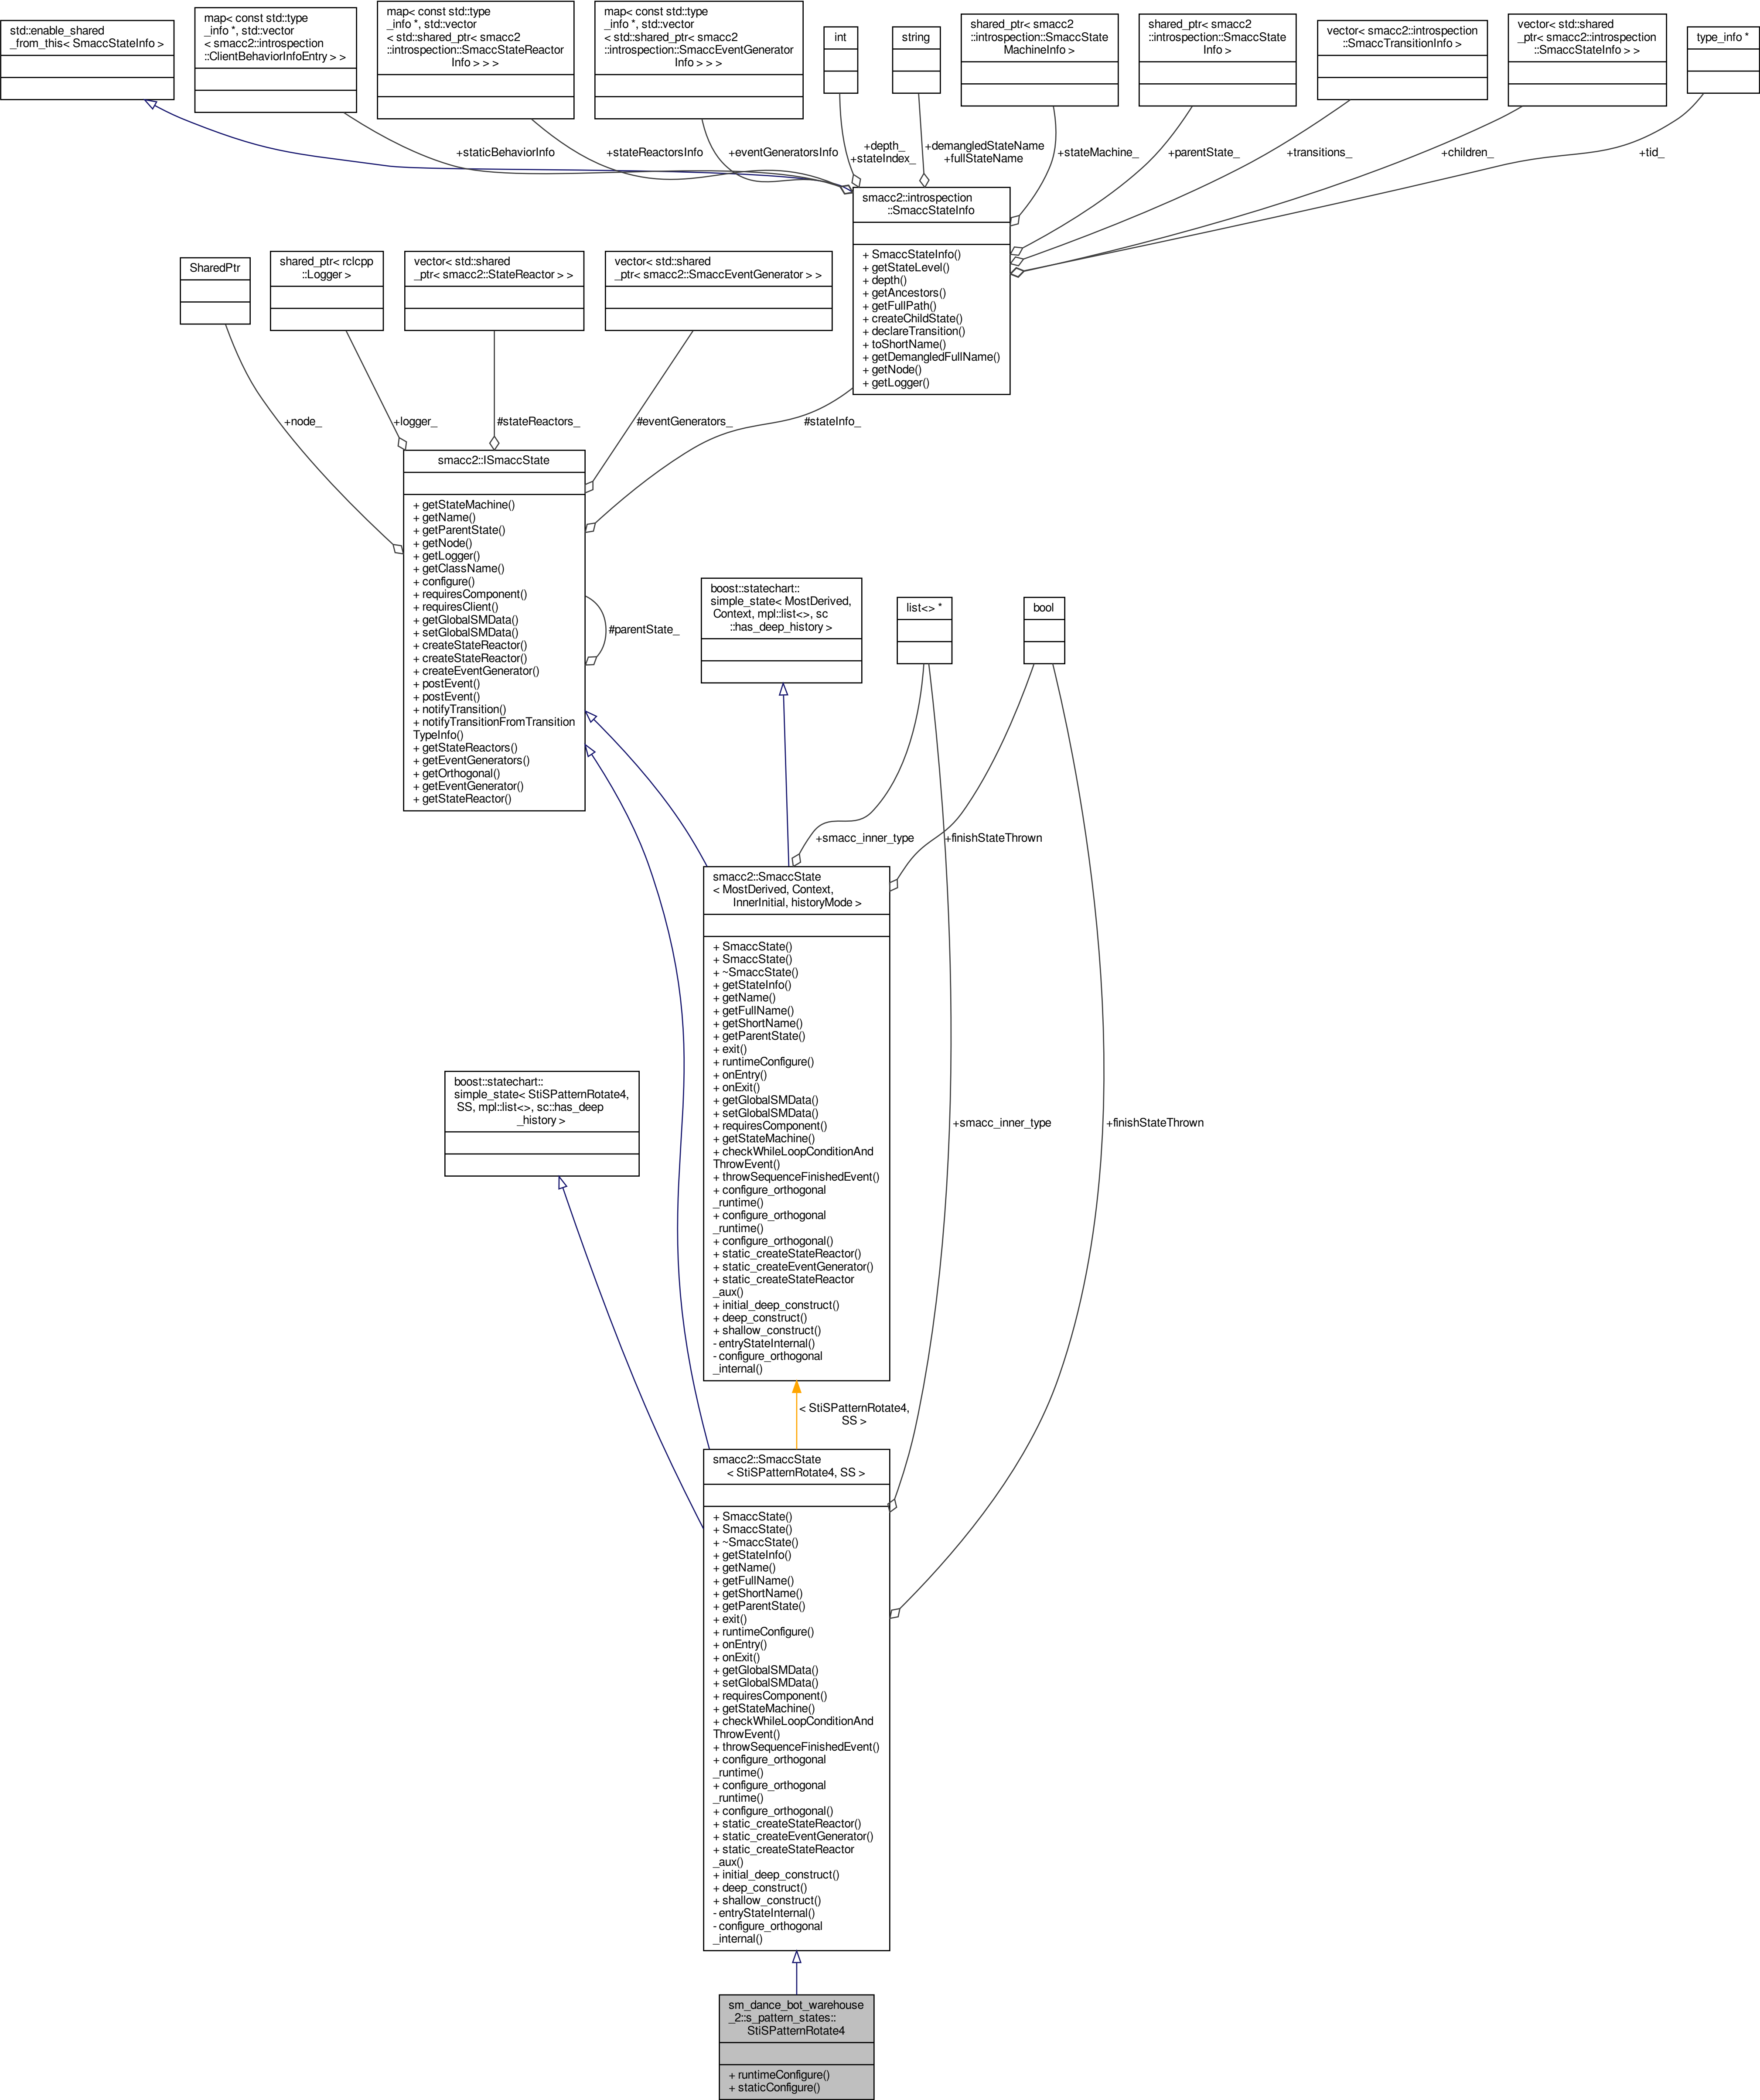 std::enable_shared
_from_this< SmaccStateInfo >
map< const std::type
_info *, std::vector
< smacc2::introspection
::ClientBehaviorInfoEntry > >
map< const std::type
_info *, std::vector
< std::shared_ptr< smacc2
::introspection::SmaccStateReactor
Info > > >
map< const std::type
_info *, std::vector
< std::shared_ptr< smacc2
::introspection::SmaccEventGenerator
Info > > >
int
string
shared_ptr< smacc2
::introspection::SmaccState
MachineInfo >
shared_ptr< smacc2
::introspection::SmaccState
Info >
vector< smacc2::introspection
::SmaccTransitionInfo >
vector< std::shared
_ptr< smacc2::introspection
::SmaccStateInfo > >
type_info *
+staticBehaviorInfo
+stateReactorsInfo
+eventGeneratorsInfo
+depth_
+stateIndex_
+demangledStateName
+fullStateName
+stateMachine_
+parentState_
+transitions_
+children_
+tid_
smacc2::introspection
::SmaccStateInfo
+ SmaccStateInfo()
+ getStateLevel()
+ depth()
+ getAncestors()
+ getFullPath()
+ createChildState()
+ declareTransition()
+ toShortName()
+ getDemangledFullName()
+ getNode()
+ getLogger()
SharedPtr
shared_ptr< rclcpp
::Logger >
vector< std::shared
_ptr< smacc2::StateReactor > >
vector< std::shared
_ptr< smacc2::SmaccEventGenerator > >
+node_
+logger_
#stateReactors_
#eventGenerators_
#stateInfo_
smacc2::ISmaccState
+ getStateMachine()
+ getName()
+ getParentState()
+ getNode()
+ getLogger()
+ getClassName()
+ configure()
+ requiresComponent()
+ requiresClient()
+ getGlobalSMData()
+ setGlobalSMData()
+ createStateReactor()
+ createStateReactor()
+ createEventGenerator()
+ postEvent()
+ postEvent()
+ notifyTransition()
+ notifyTransitionFromTransition
TypeInfo()
+ getStateReactors()
+ getEventGenerators()
+ getOrthogonal()
+ getEventGenerator()
+ getStateReactor()
#parentState_
boost::statechart::
simple_state< MostDerived,
Context, mpl::list<>, sc
::has_deep_history >
list<> *
bool
+smacc_inner_type
+finishStateThrown
smacc2::SmaccState
< MostDerived, Context,
InnerInitial, historyMode >
+ SmaccState()
+ SmaccState()
+ ~SmaccState()
+ getStateInfo()
+ getName()
+ getFullName()
+ getShortName()
+ getParentState()
+ exit()
+ runtimeConfigure()
+ onEntry()
+ onExit()
+ getGlobalSMData()
+ setGlobalSMData()
+ requiresComponent()
+ getStateMachine()
+ checkWhileLoopConditionAnd
ThrowEvent()
+ throwSequenceFinishedEvent()
+ configure_orthogonal
_runtime()
+ configure_orthogonal
_runtime()
+ configure_orthogonal()
+ static_createStateReactor()
+ static_createEventGenerator()
+ static_createStateReactor
_aux()
+ initial_deep_construct()
+ deep_construct()
+ shallow_construct()
- entryStateInternal()
- configure_orthogonal
_internal()
boost::statechart::
simple_state< StiSPatternRotate4,
SS, mpl::list<>, sc::has_deep
_history >
+smacc_inner_type
+finishStateThrown
< StiSPatternRotate4,
SS >
smacc2::SmaccState
< StiSPatternRotate4, SS >
+ SmaccState()
+ SmaccState()
+ ~SmaccState()
+ getStateInfo()
+ getName()
+ getFullName()
+ getShortName()
+ getParentState()
+ exit()
+ runtimeConfigure()
+ onEntry()
+ onExit()
+ getGlobalSMData()
+ setGlobalSMData()
+ requiresComponent()
+ getStateMachine()
+ checkWhileLoopConditionAnd
ThrowEvent()
+ throwSequenceFinishedEvent()
+ configure_orthogonal
_runtime()
+ configure_orthogonal
_runtime()
+ configure_orthogonal()
+ static_createStateReactor()
+ static_createEventGenerator()
+ static_createStateReactor
_aux()
+ initial_deep_construct()
+ deep_construct()
+ shallow_construct()
- entryStateInternal()
- configure_orthogonal
_internal()
sm_dance_bot_warehouse
_2::s_pattern_states::
StiSPatternRotate4
+ runtimeConfigure()
+ staticConfigure()